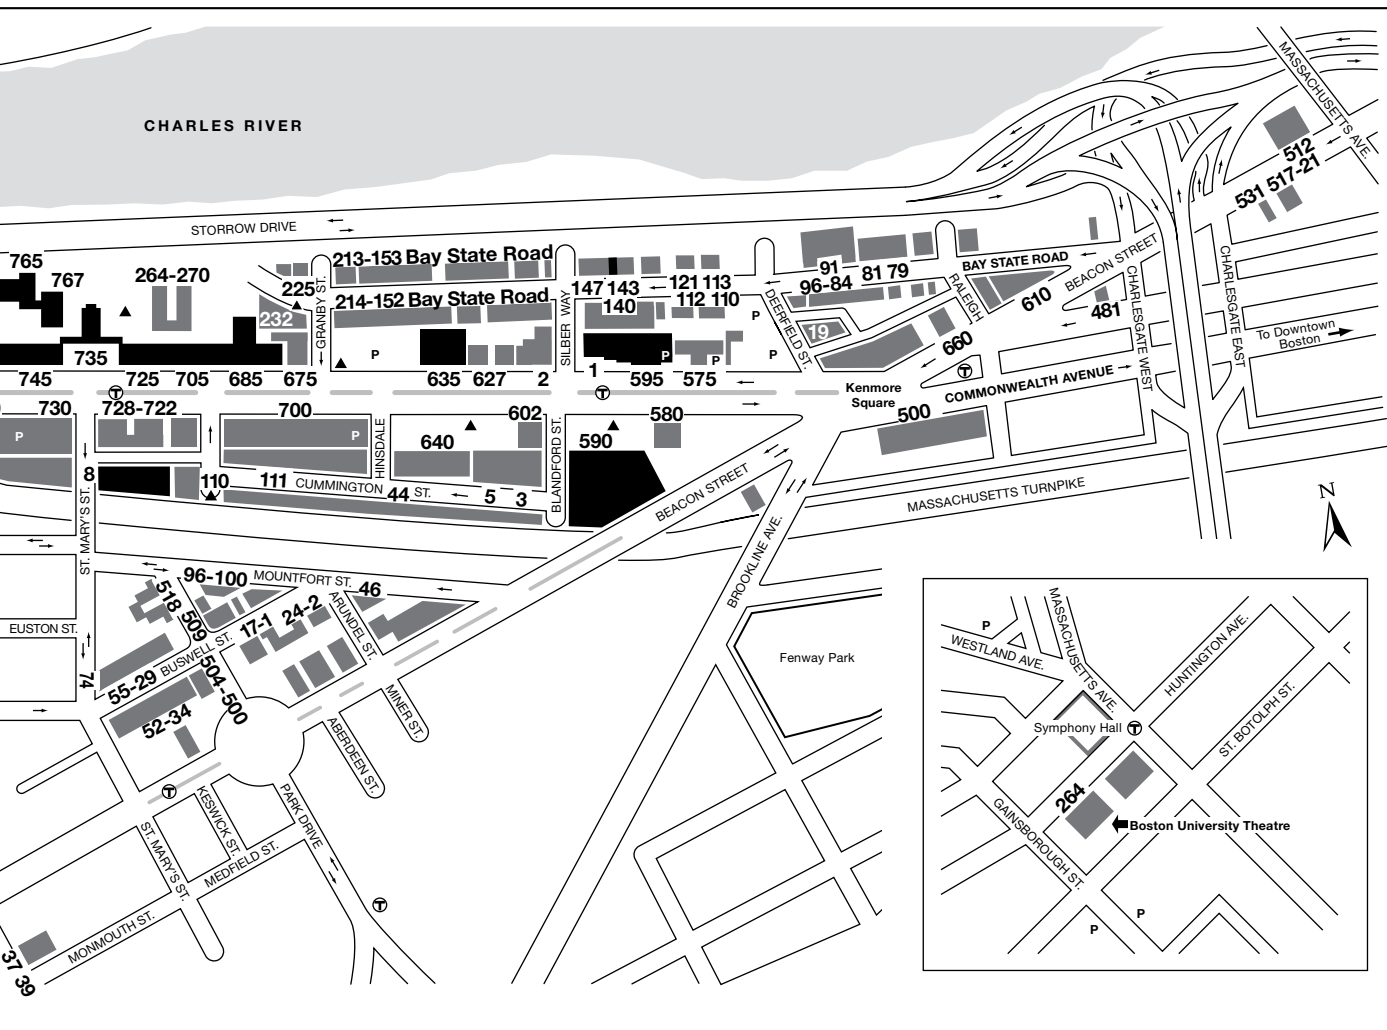 CHARLES RIVER
MASSACHUSETTS AVE.
512
531 517-21
STORROW DRIVE
765
767
264-270
225
213-153 Bay State Road
GRANBY ST.
91
81 79
BAY STATE ROAD
BEACON STREET
CHARLESGATE EAST
232
214-152 Bay State Road
SILBER WAY
147 143
121 113
140
112 110
96-84
DEERFIELD ST.
RALEIGH
610
481
CHARLESGATE WEST
To Downtown
Boston
735
P
P
P
P
P
19
660
745
725
705
685
675
635
627
2
1
595
575
T
T
T
Kenmore
Square
COMMONWEALTH AVENUE
500
730
728-722
700
602
580
P
P
HINSDALE
640
BLANDFORD ST.
590
8
110
111
CUMMINGTON ST.
44
5
3
BEACON STREET
MASSACHUSETTS TURNPIKE
N
ST. MARY'S ST.
BROOKLINE AVE.
96-100
MOUNTFORT ST.
46
518
509
17-1
24-2
ARUNDEL ST.
EUSTON ST.
BUSWELL ST.
504-500
74
55-29
52-34
MINER ST.
ABERDEEN ST.
Fenway Park
T
KESWICK ST.
PARK DRIVE
ST. MARY'S ST.
MEDFIELD ST.
T
MONMOUTH ST.
37 39
MASSACHUSETTS AVE.
P
WESTLAND AVE.
HUNTINGTON AVE.
Symphony Hall
T
ST. BOTOLPH ST.
264
GAINSBOROUGH ST.
Boston University Theatre
P
P